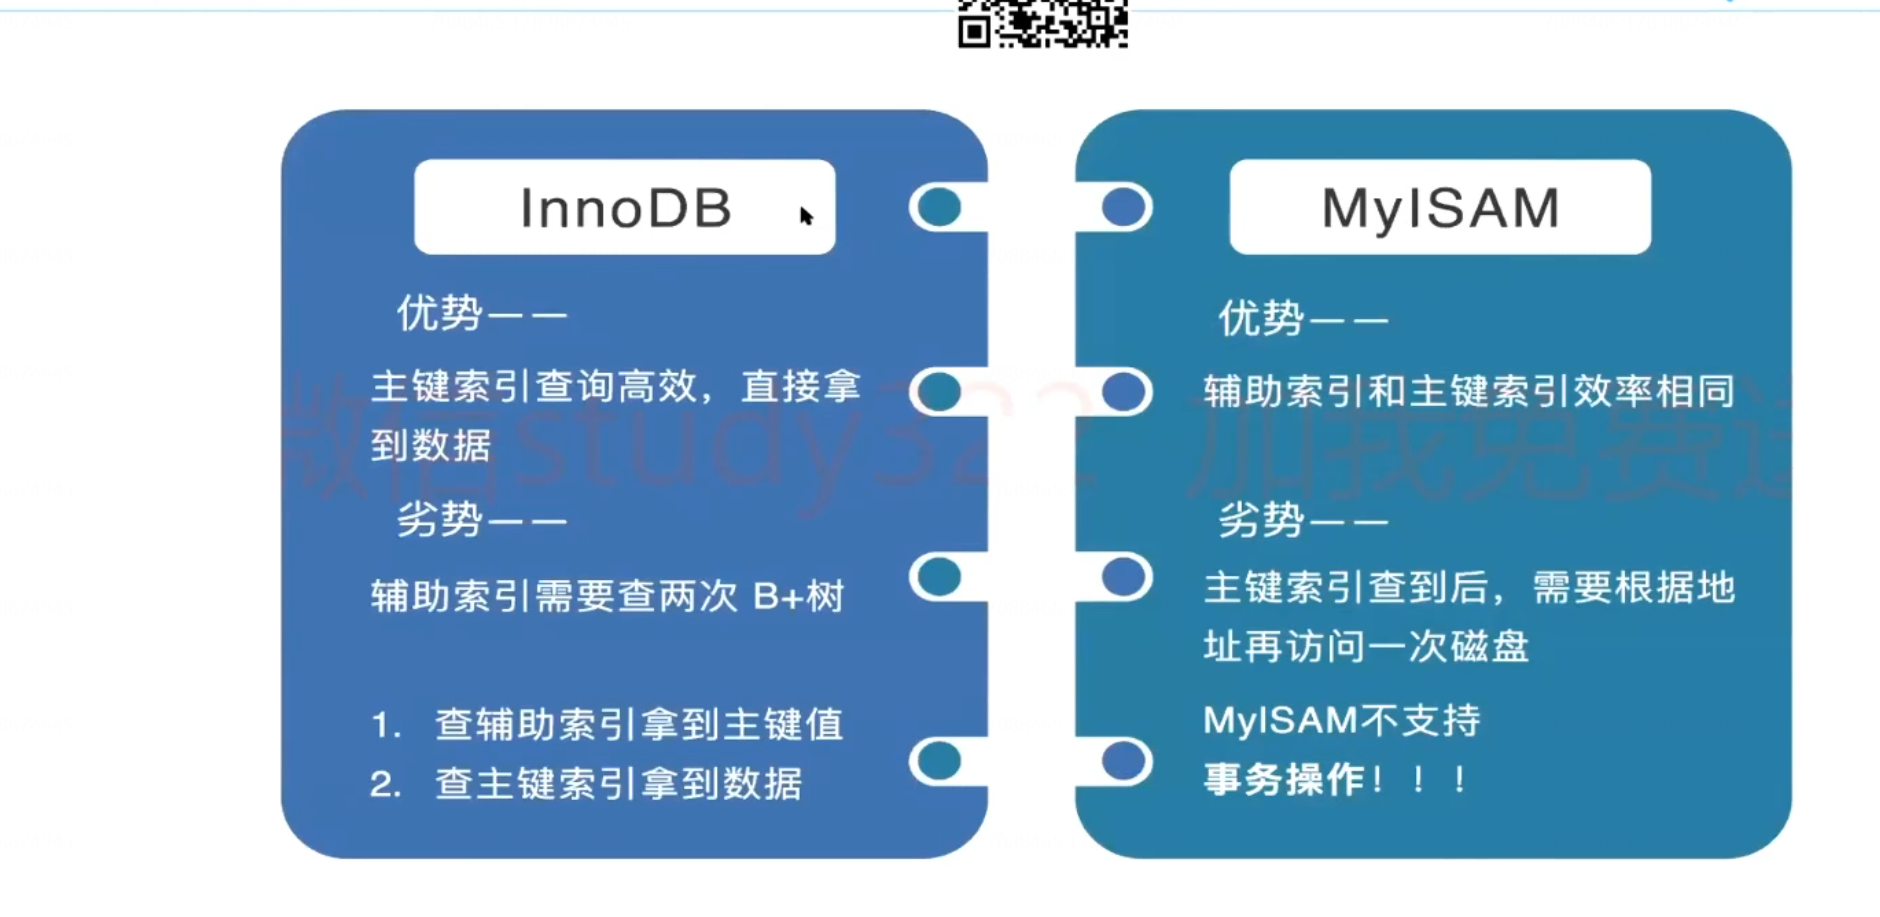 InnoDB
优势——
主键索引查询高效，直接拿
到数据
劣势——
辅助索引需要查两次 B+树
1. 查辅助索引拿到主键值
2. 查主键索引拿到数据
MyISAM
优势——
辅助索引和主键索引效率相同
劣势——
主键索引查到后，需要根据地
址再访问一次磁盘
MyISAM不支持
事务操作！！！
微信study322 加我免费送